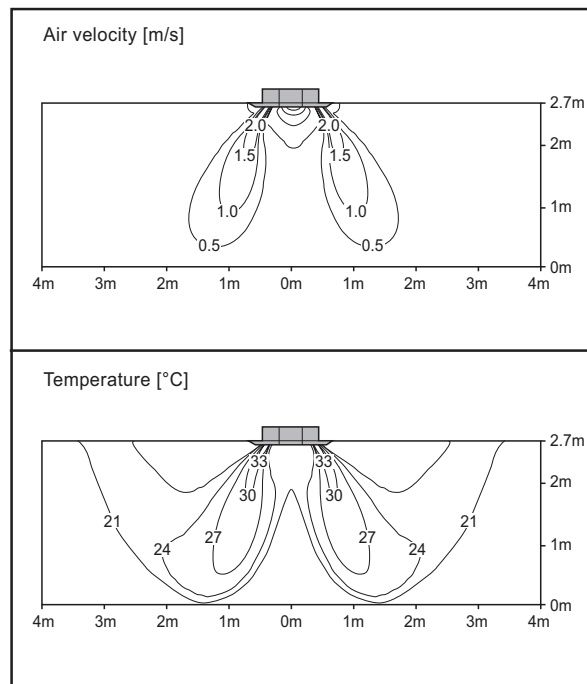 Air velocity [m/s]
2.7m
2.0 2.0
2m
1.5 1.5
1.0 1.0
1m
0.5 0.5
0m
4m 3m 2m 1m 0m 1m 2m 3m 4m
Temperature [°C]
2.7m
33 33
2m
30 30
21 21
27 27
24 24
1m
0m
4m 3m 2m 1m 0m 1m 2m 3m 4m